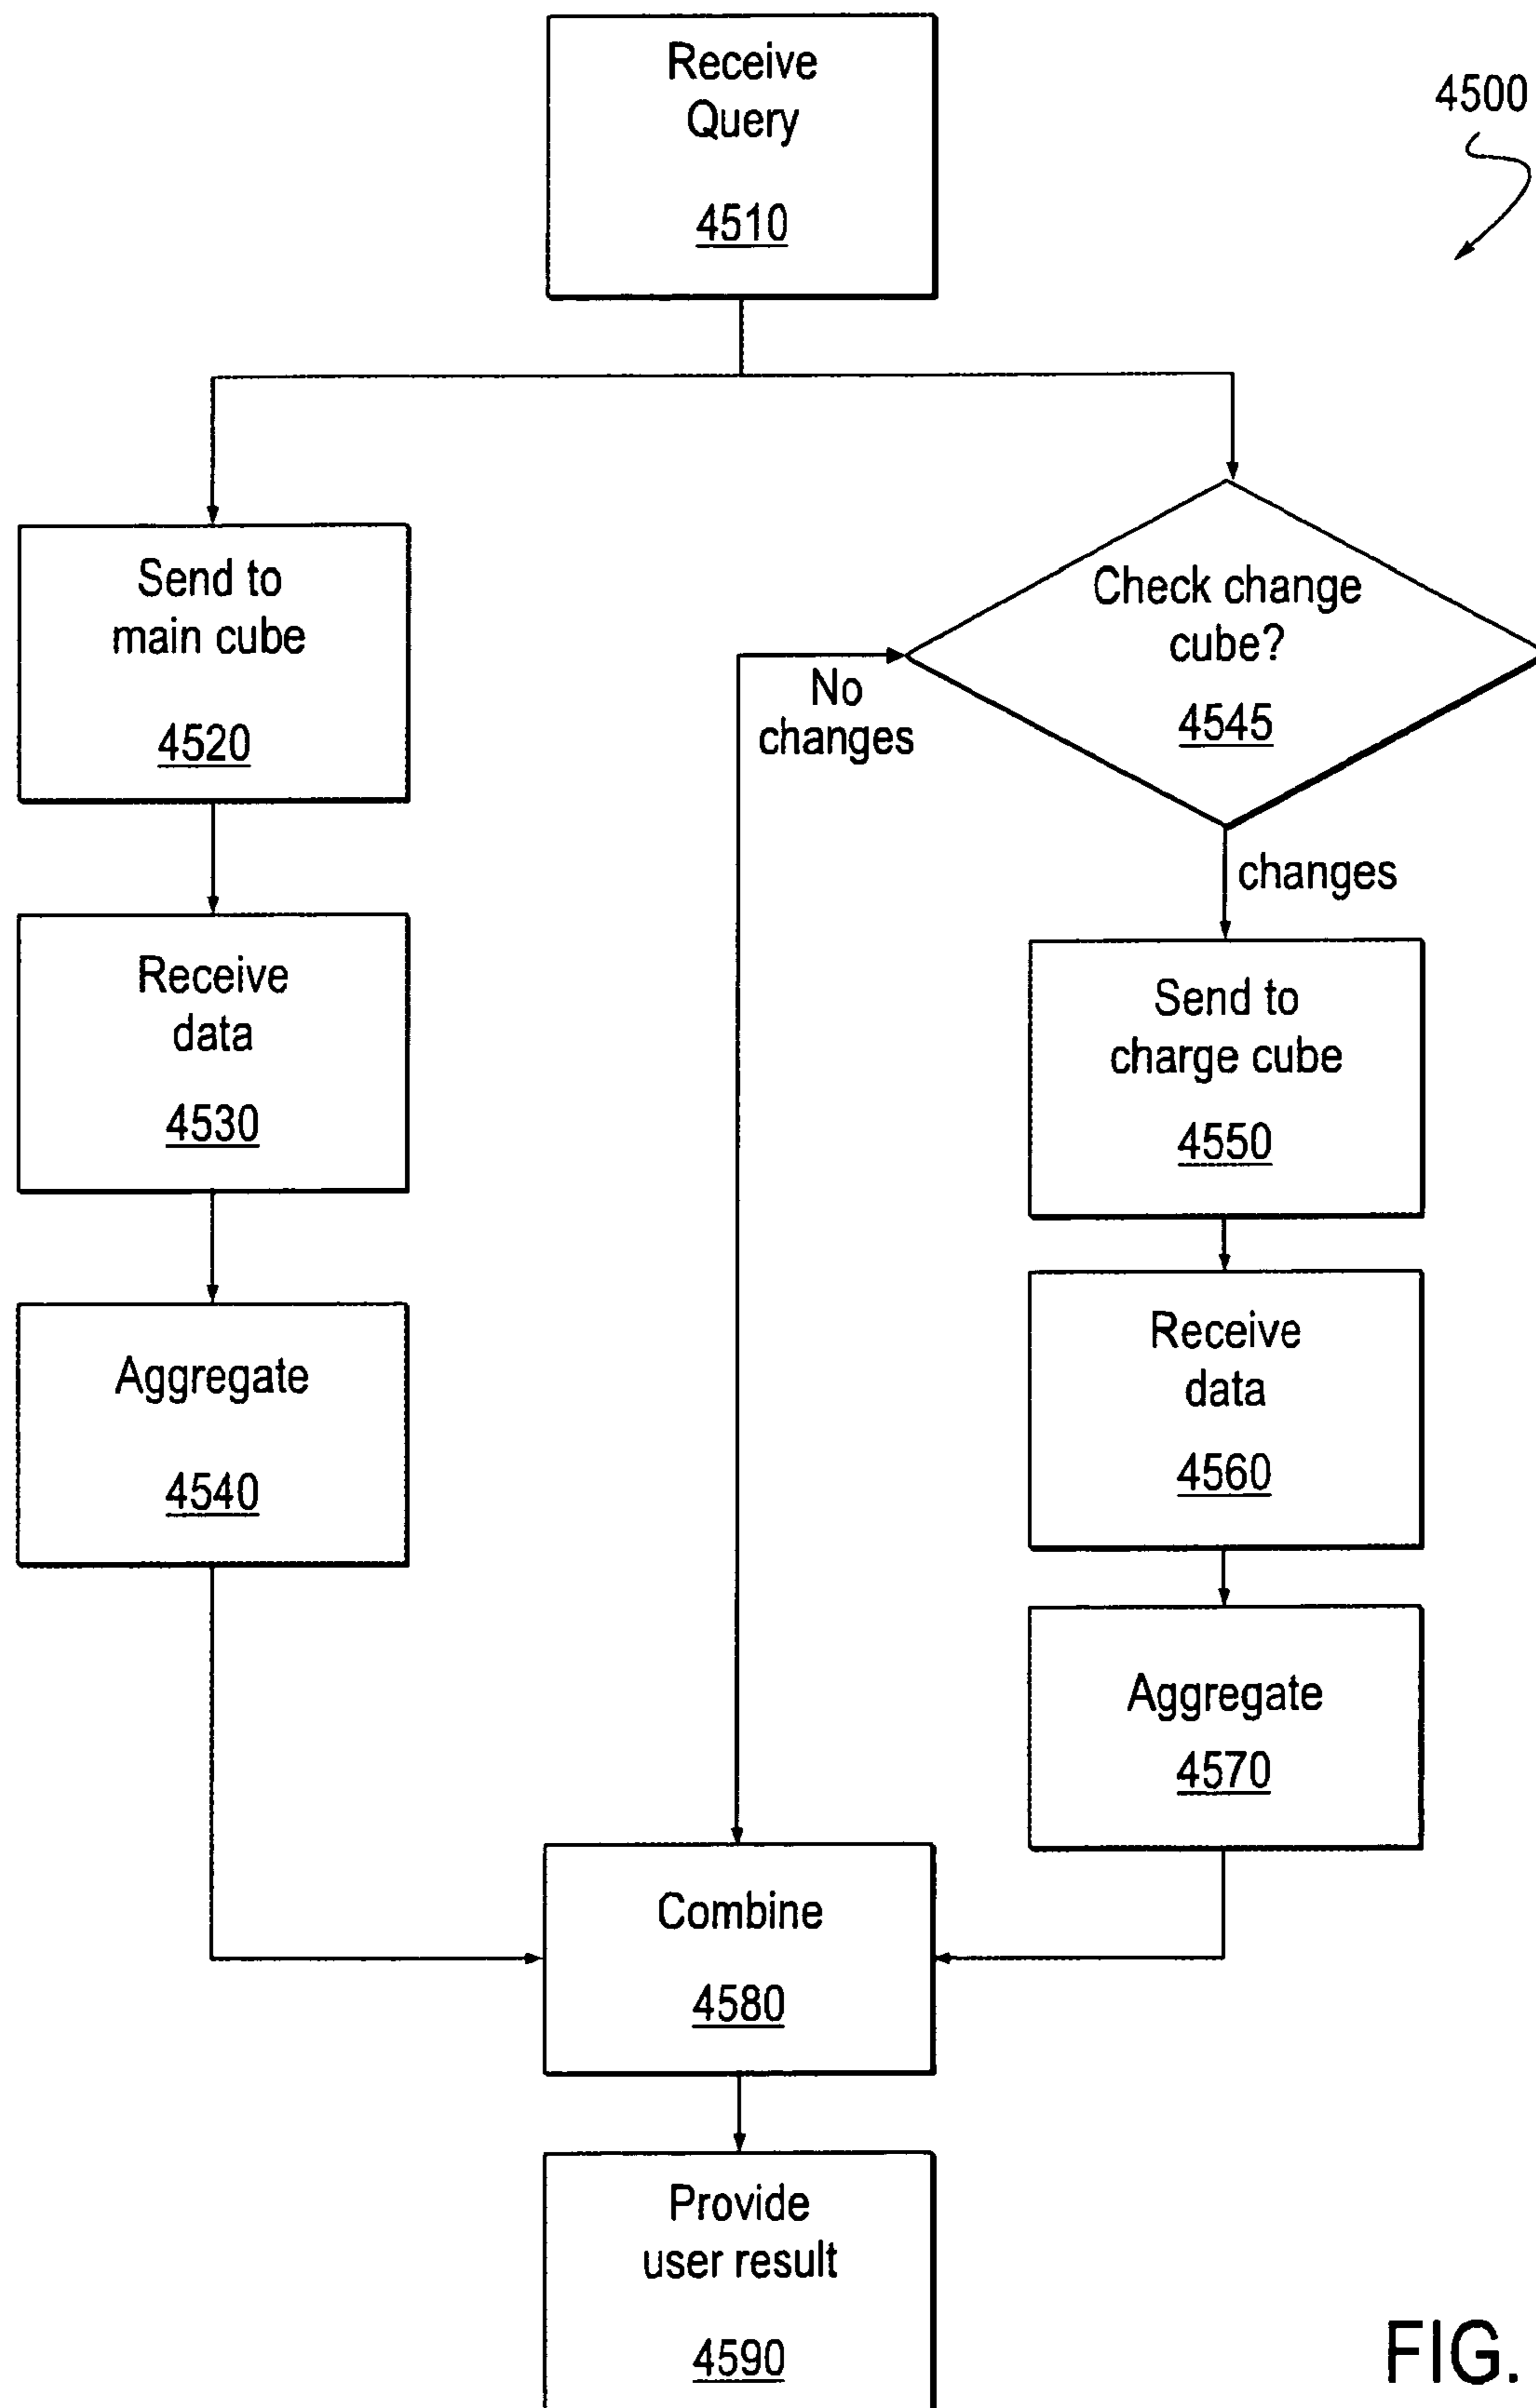 Receive
Query
4510
4500
Send to
main cube
4520
Check change
cube?
4545
No
changes
changes
Receive
data
4530
Send to
charge cube
4550
Aggregate
4540
Receive
data
4560
Aggregate
4570
Combine
4580
Provide
user result
4590
FIG.